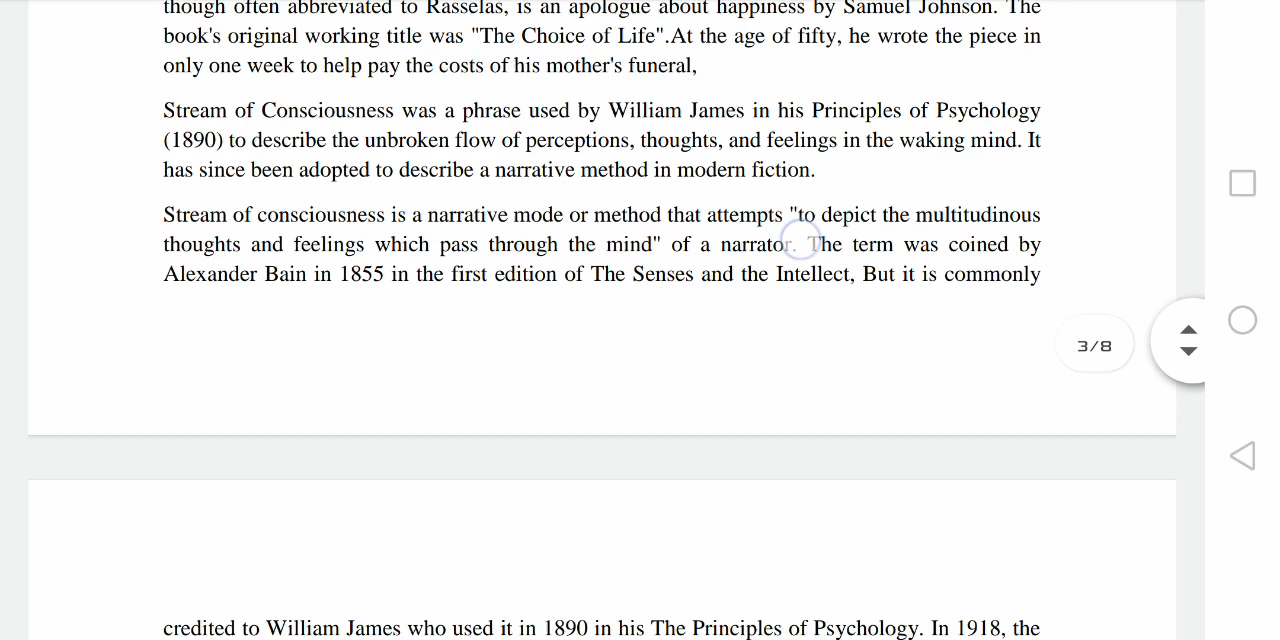 though often abbreviated to Rasselas, is an apologue about happiness by Samuel Johnson. The
book's original working title was "The Choice of Life".At the age of fifty, he wrote the piece in
only one week to help pay the costs of his mother's funeral,
Stream of Consciousness was a phrase used by William James in his Principles of Psychology
(1890) to describe the unbroken flow of perceptions, thoughts, and feelings in the waking mind. It
has since been adopted to describe a narrative method in modern fiction.
Stream of consciousness is a narrative mode or method that attempts "to depict the multitudinous
thoughts and feelings which pass through the mind" of a narrator. The term was coined by
Alexander Bain in 1855 in the first edition of The Senses and the Intellect, But it is commonly
3/8
credited to William James who used it in 1890 in his The Principles of Psychology. In 1918, the